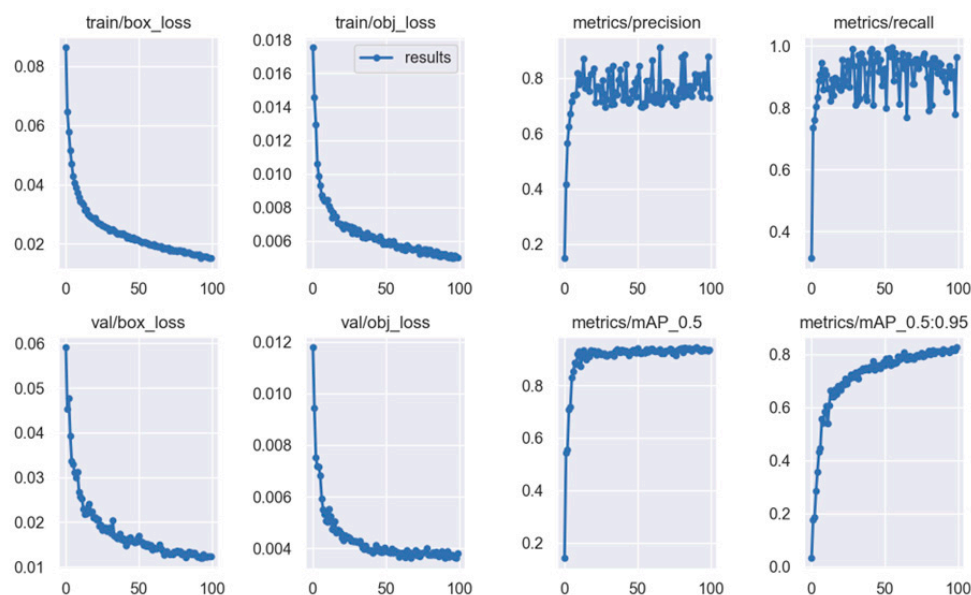 train/box_loss
train/obj_loss
metrics/precision
metrics/recall
0.08
0.06
0.04
0.02
0 50 100
0.018
0.016
0.014
0.012
0.010
0.008
0.006
results
0 50 100
0.8
0.6
0.4
0.2
0 50 100
1.0
0.8
0.6
0.4
0 50 100
val/box_loss
val/obj_loss
metrics/mAP_0.5
metrics/mAP_0.5:0.95
0.06
0.05
0.04
0.03
0.02
0.01
0 50 100
0.012
0.010
0.008
0.006
0.004
0 50 100
0.8
0.6
0.4
0.2
0 50 100
0.8
0.6
0.4
0.2
0.0
0 50 100